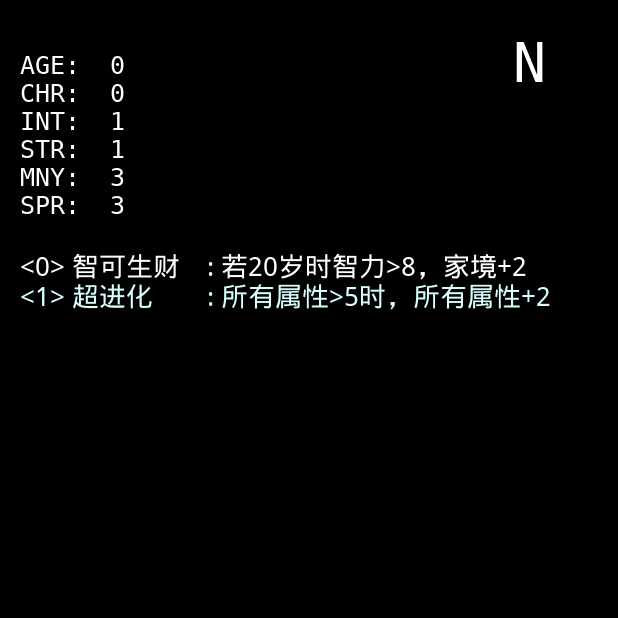 N
AGE: 0
CHR: 0
INT: 1
STR: 1
MNY: 3
SPR: 3
<0> 智可生财 : 若20岁时智力>8，家境+2
<1> 超进化 : 所有属性>5时，所有属性+2